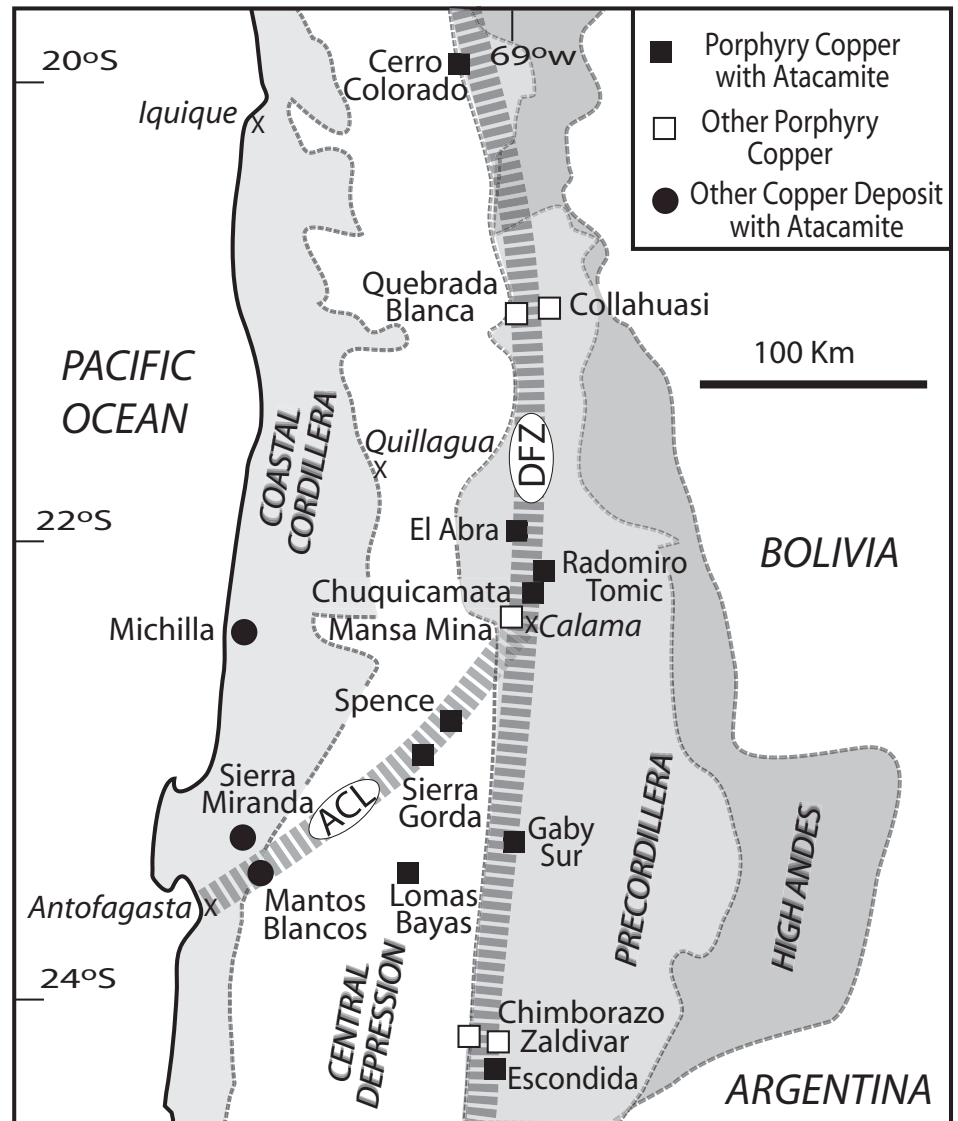 20ºS
Iquique
X
Cerro
Colorado
69ºW
Porphyry Copper
with Atacamite
Other Porphyry
Copper
Other Copper Deposit
with Atacamite
Quebrada
Blanca
Collahuasi
100 Km
PACIFIC
OCEAN
COASTAL
CORDILLERA
Quillagua
X
DFZ
22ºS
El Abra
Radomiro
Tomic
BOLIVIA
Chuquicamata
Michilla
Mansa Mina
XCalama
Spence
Sierra
Miranda
ACL
Sierra
Gorda
Gaby
Sur
PRECORDILLERA
HIGH ANDES
Antofagasta X
Mantos
Blancos
Lomas
Bayas
CENTRAL
DEPRESSION
24ºS
Chimborazo
Zaldivar
Escondida
ARGENTINA